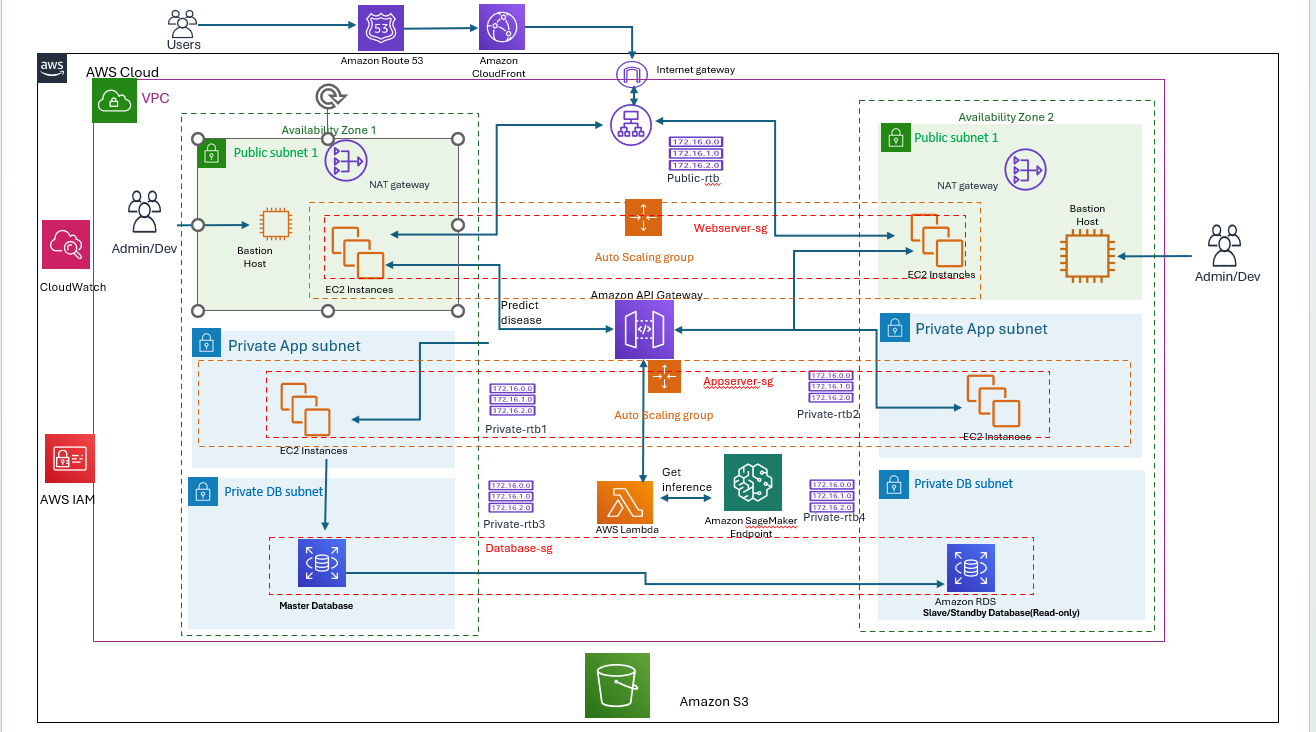 Users
53
Amazon Route 53
Amazon
CloudFront
aws
AWS Cloud
Internet gateway
VPC
Availability Zone 1
Availability Zone 2
Public subnet 1
Public subnet 1
172.16.0.0
172.16.1.0
172.16.2.0
Public-rtb
NAT gateway
NAT gateway
Admin/Dev
Bastion
Host
Bastion
Host
Webserver-sg
Auto Scaling group
EC2 Instances
EC2 Instances
Admin/Dev
CloudWatch
Amazon API Gateway
Predict
disease
Private App subnet
Private App subnet
Appserver-sg
172.16.0.0
172.16.1.0
172.16.2.0
Private-rtb1
172.16.0.0
172.16.1.0
172.16.2.0
Private-rtb2
Auto Scaling group
EC2 Instances
EC2 Instances
AWS IAM
Private DB subnet
Private DB subnet
172.16.0.0
172.16.1.0
172.16.2.0
Private-rtb3
Get
inference
AWS Lambda
Amazon SageMaker
Endpoint
172.16.0.0
172.16.1.0
172.16.2.0
Private-rtb4
Database-sg
Master Database
Amazon RDS
Slave/Standby Database(Read-only)
Amazon S3